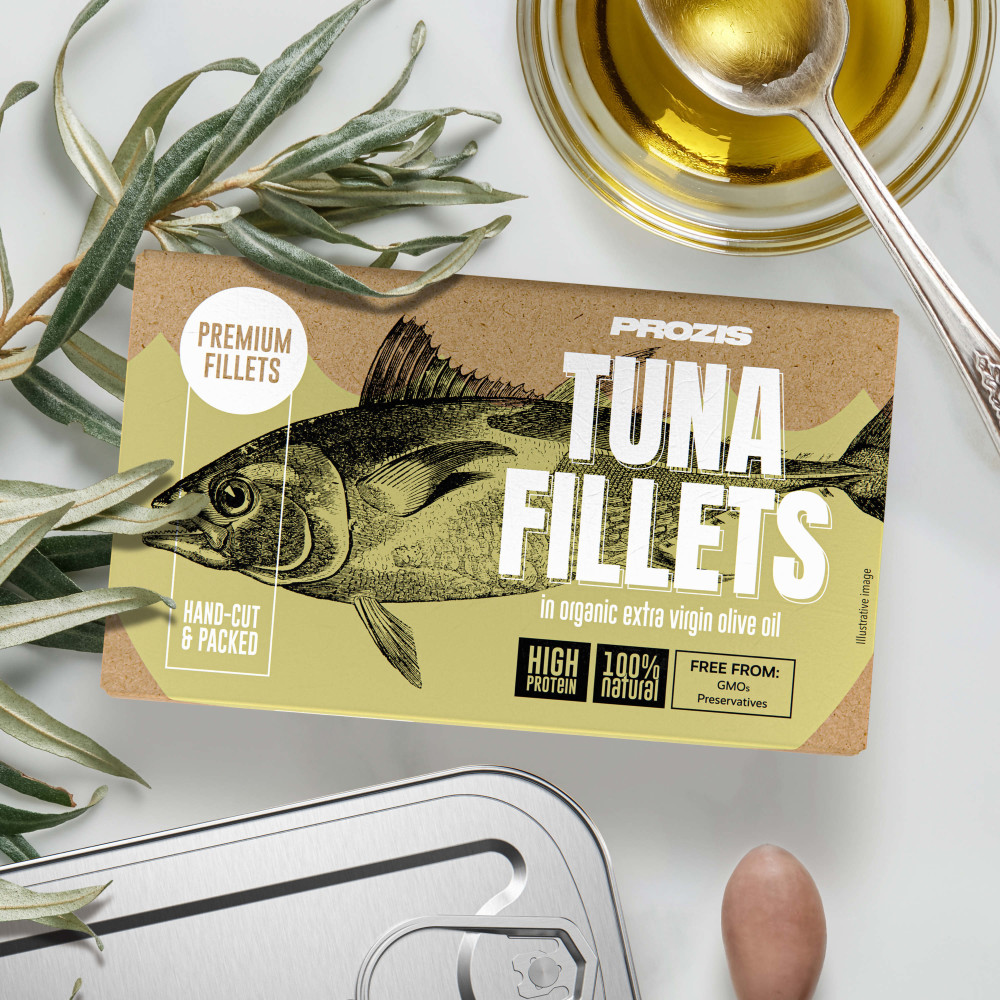 PREMIUM
FILLETS
HAND-CUT
& PACKED
PROZIS
TUNA
FILLETS
in organic extra virgin olive oil
HIGH
PROTEIN
100%
natural
FREE FROM:
GMOs
Preservatives
Illustrative image